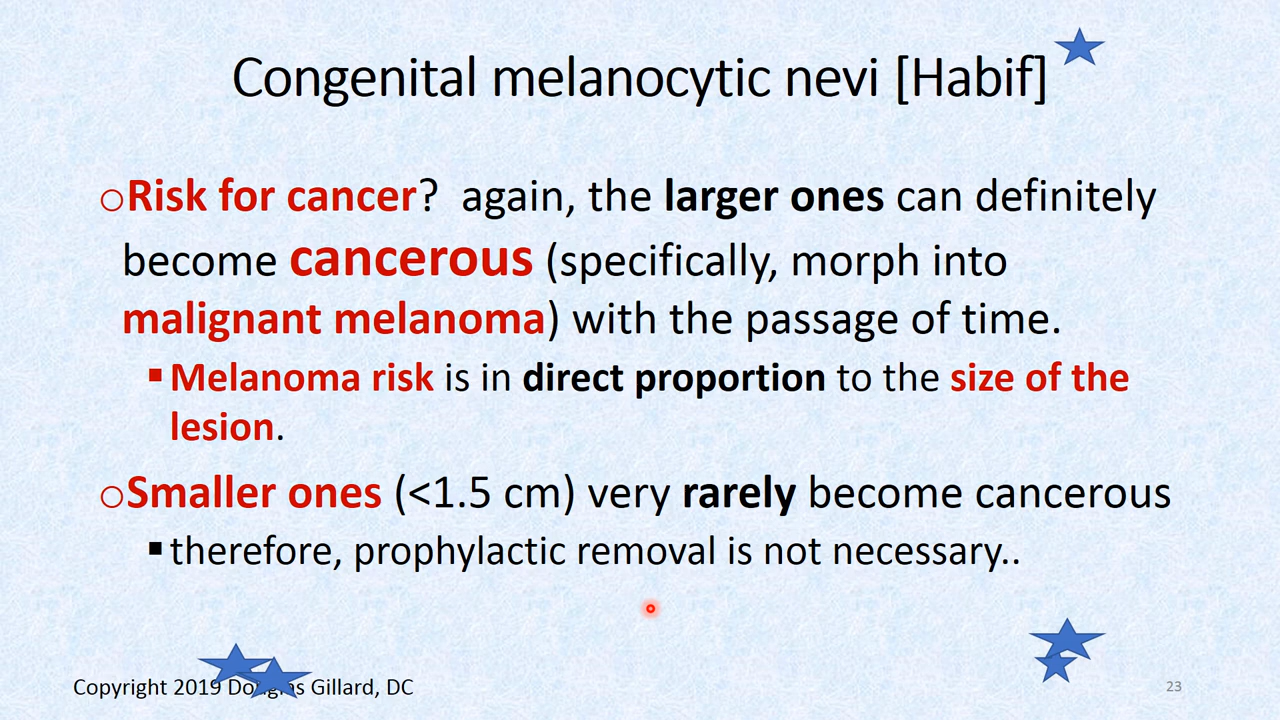 Congenital melanocytic nevi [Habif]
oRisk for cancer? again, the larger ones can definitely
become cancerous (specifically, morph into
malignant melanoma) with the passage of time.
▪Melanoma risk is in direct proportion to the size of the
lesion.
oSmaller ones (<1.5 cm) very rarely become cancerous
▪therefore, prophylactic removal is not necessary..
Copyright 2019 Douglas Gillard, DC
23